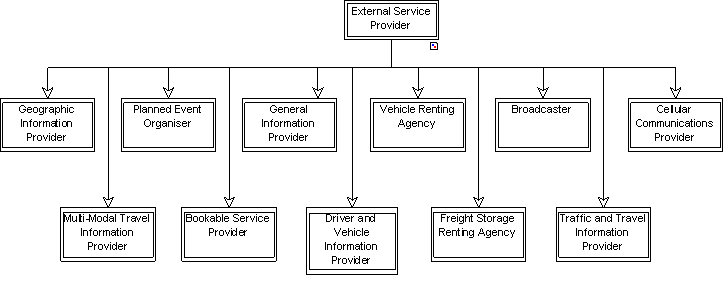 External Service
Provider
Geographic
Information
Provider
Planned Event
Organiser
General
Information
Provider
Vehicle Renting
Agency
Broadcaster
Cellular
Communications
Provider
Multi-Modal Travel
Information
Provider
Bookable Service
Provider
Driver and
Vehicle
Information
Provider
Freight Storage
Renting Agency
Traffic and Travel
Information
Provider